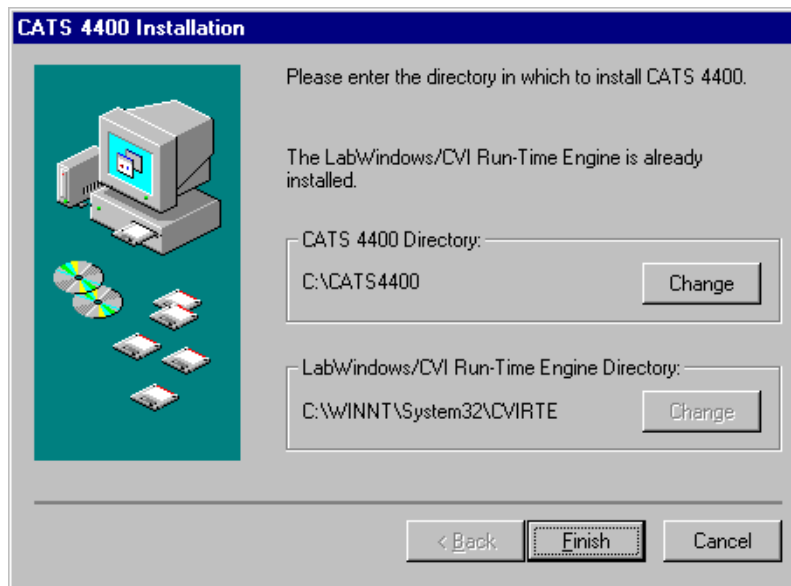 CATS 4400 Installation
Please enter the directory in which to install CATS 4400.
The LabWindows/CVI Run-Time Engine is already
installed.
CATS 4400 Directory:
C:\CATS4400
Change
LabWindows/CVI Run-Time Engine Directory:
C:\WINNT\System32\CVIRTE
Change
< Back
Finish
Cancel